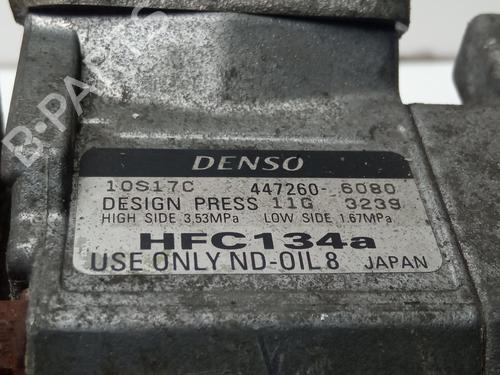 B-PARTS
DENSO
10S17C 447260-6080
DESIGN PRESS 11G 3239
HIGH SIDE 3,53MPa LOW SIDE 1.67MPa
HFC134a
USE ONLY ND-OIL8 JAPAN